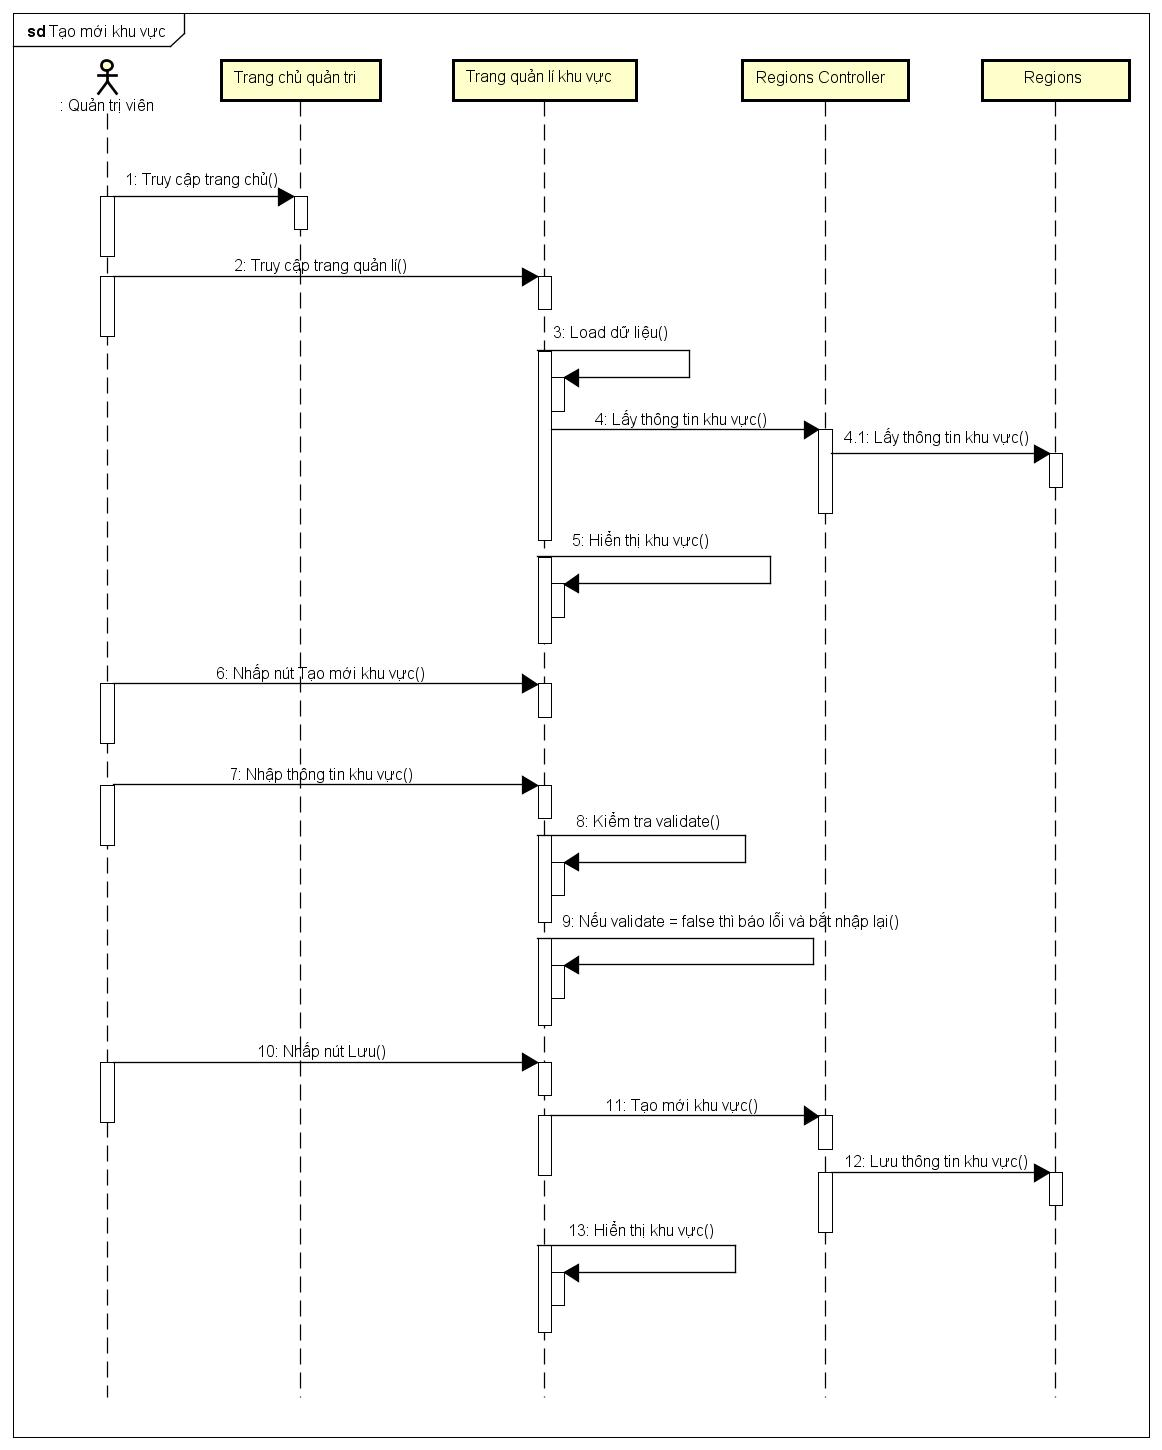 sd Tạo mới khu vực
: Quản trị viên
Trang chủ quản tri
Trang quản lí khu vực
Regions Controller
Regions
1: Truy cập trang chủ()
2: Truy cập trang quản lí()
3: Load dữ liệu()
4: Lấy thông tin khu vực()
4.1: Lấy thông tin khu vực()
5: Hiển thị khu vực()
6: Nhấp nút Tạo mới khu vực()
7: Nhập thông tin khu vực()
8: Kiểm tra validate()
9: Nếu validate = false thì báo lỗi và bắt nhập lại()
10: Nhấp nút Lưu()
11: Tạo mới khu vực()
12: Lưu thông tin khu vực()
13: Hiển thị khu vực()